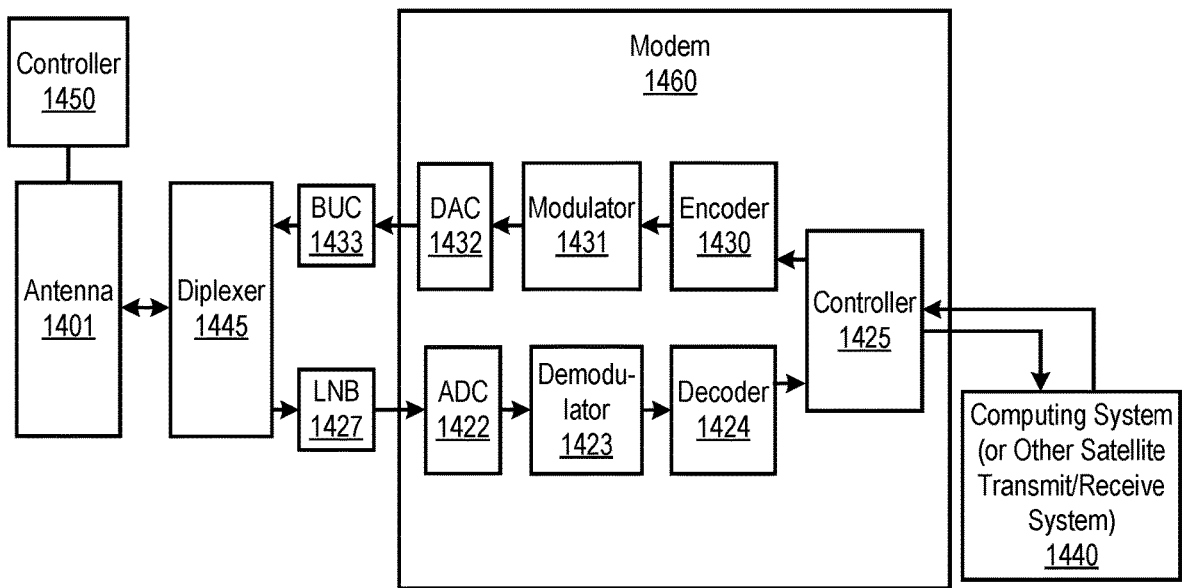 Controller
1450
Modem
1460
Antenna
1401
Diplexer
1445
BUC
1433
DAC
1432
Modulator
1431
Encoder
1430
Controller
1425
LNB
1427
ADC
1422
Demodu-
lator
1423
Decoder
1424
Computing System
(or Other Satellite
Transmit/Receive
System)
1440